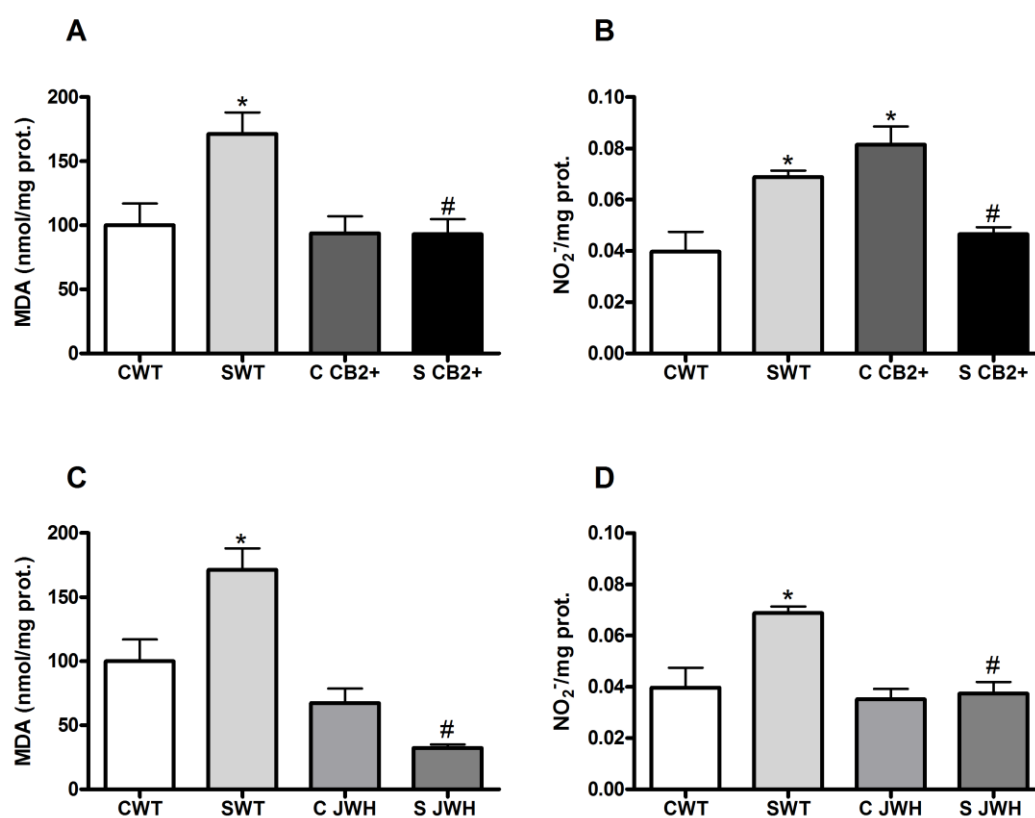 A
MDA (nmol/mg prot.)
200
150
100
50
0
*
#
CWT SWT C CB2+ S CB2+
B
NO₂⁻/mg prot.
0.10
0.08
0.06
0.04
0.02
0.00
*
*
#
CWT SWT C CB2+ S CB2+
C
MDA (nmol/mg prot.)
200
150
100
50
0
*
#
CWT SWT C JWH S JWH
D
NO₂⁻/mg prot.
0.10
0.08
0.06
0.04
0.02
0.00
*
#
CWT SWT C JWH S JWH